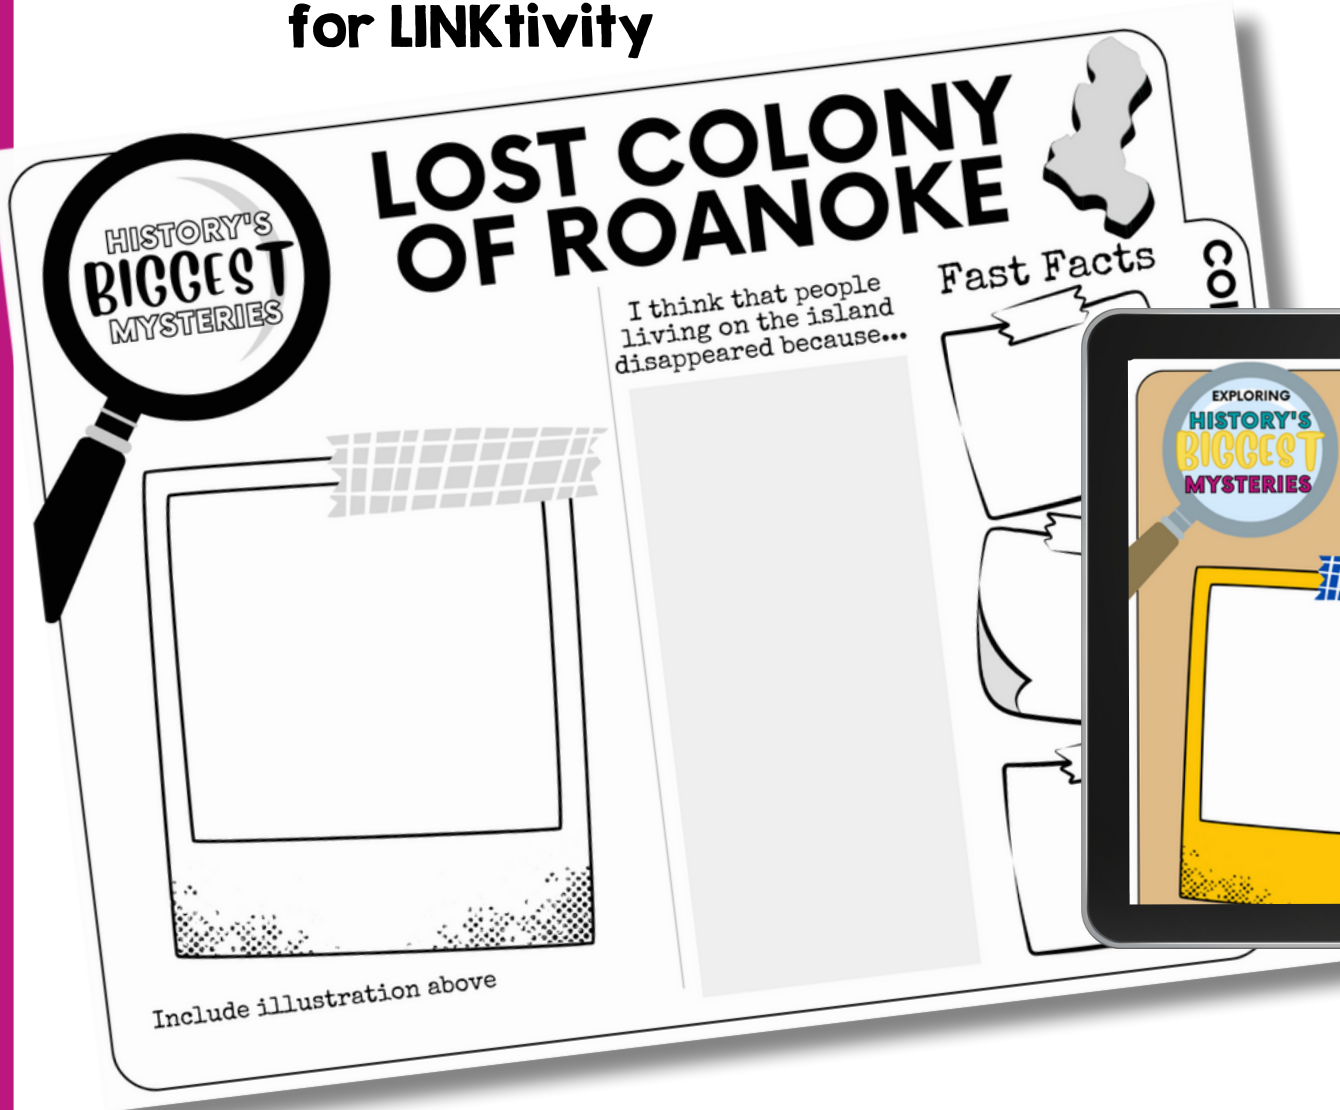 for LINKtivity
LOST COLONY
OF ROANOKE
HISTORY'S
BIGGEST
MYSTERIES
I think that people
living on the island
disappeared because...
Fast Facts
Include illustration above
EXPLORING
HISTORY'S
BIGGEST
MYSTERIES